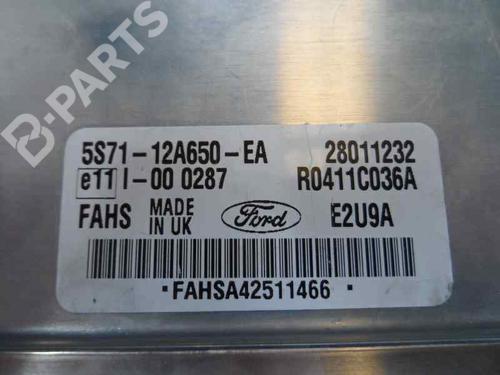 B-PARTS
5S71-12A650-EA 28011232
e11 I-00 0287 R0411C036A
FAHS MADE IN UK Ford E2U9A
·FAHSA42511466 ·